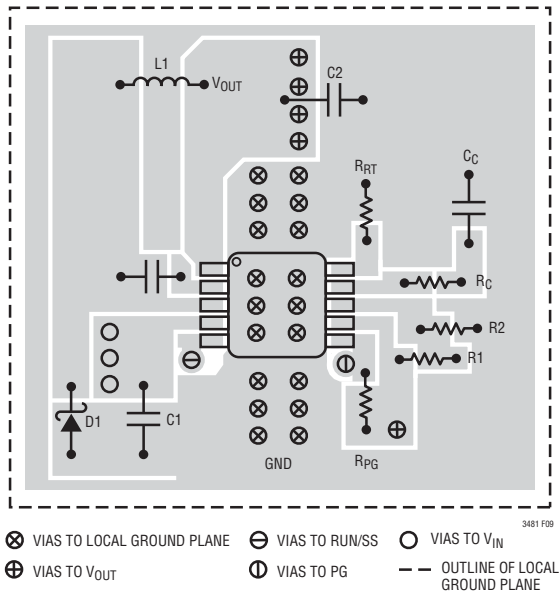 L1
VOUT
C2
RRT
CC
RC
R2
R1
D1
C1
GND
RPG
3481 F09
VIAS TO LOCAL GROUND PLANE
VIAS TO RUN/SS
VIAS TO VIN
VIAS TO VOUT
VIAS TO PG
OUTLINE OF LOCAL
GROUND PLANE